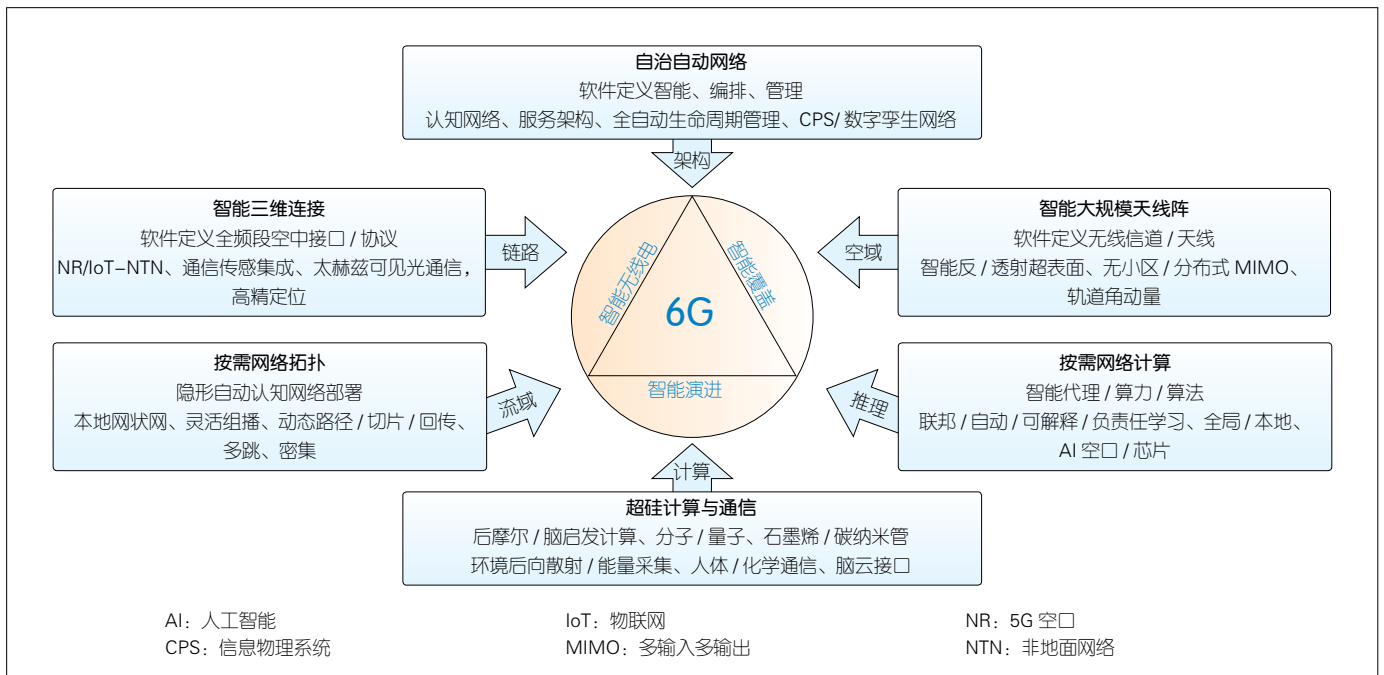 自治自动网络
软件定义智能、编排、管理
认知网络、服务架构、全自动生命周期管理、CPS/ 数字孪生网络
架构
智能三维连接
软件定义全频段空中接口 / 协议
NR/IoT-NTN、通信传感集成、太赫兹可见光通信，
高精定位
链路
智能大规模天线阵
软件定义无线信道 / 天线
智能反 / 透射超表面、无小区 / 分布式 MIMO、
轨道角动量
空域
智能无线电
智能覆盖
6G
智能演进
按需网络拓扑
隐形自动认知网络部署
本地网状网、灵活组播、动态路径 / 切片 / 回传、
多跳、密集
流域
按需网络计算
智能代理 / 算力 / 算法
联邦 / 自动 / 可解释 / 负责任学习、全局 / 本地、
AI 空口 / 芯片
推理
计算
超硅计算与通信
后摩尔 / 脑启发计算、分子 / 量子、石墨烯 / 碳纳米管
环境后向散射 / 能量采集、人体 / 化学通信、脑云接口
AI：人工智能
IoT：物联网
NR：5G 空口
CPS：信息物理系统
MIMO：多输入多输出
NTN：非地面网络